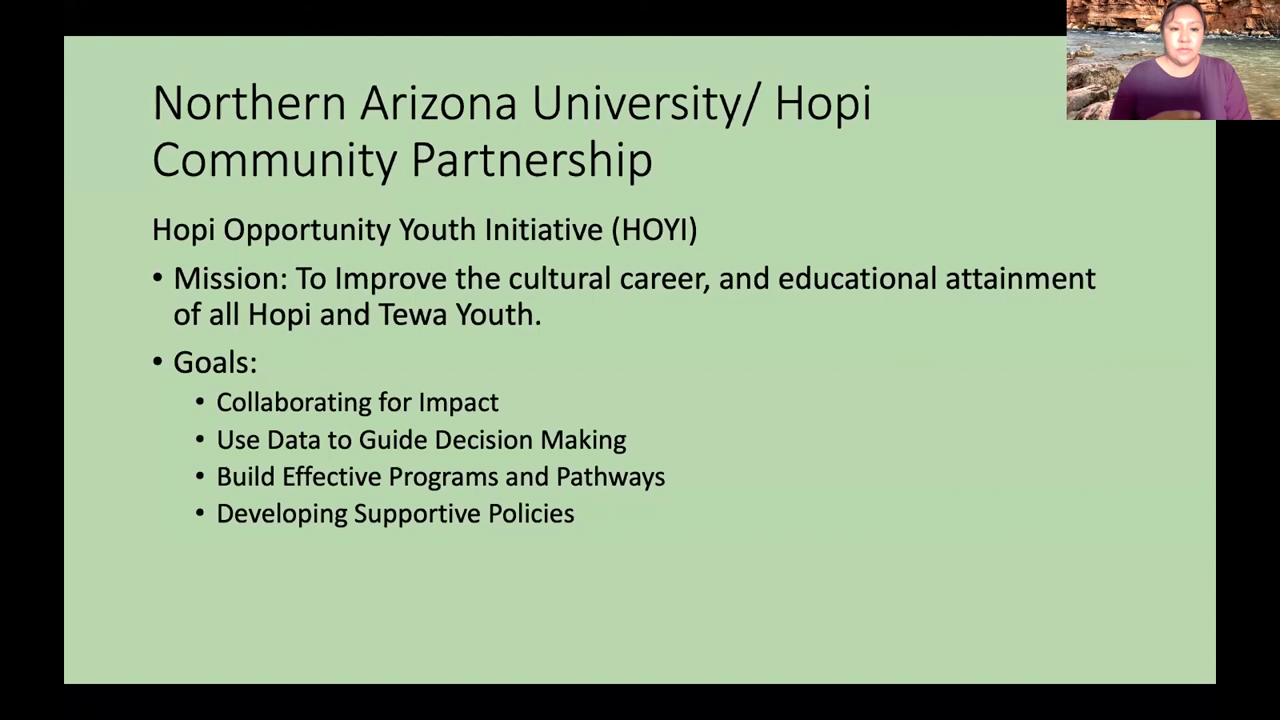 Northern Arizona University/ Hopi
Community Partnership
Hopi Opportunity Youth Initiative (HOYI)
• Mission: To Improve the cultural career, and educational attainment
of all Hopi and Tewa Youth.
• Goals:
• Collaborating for Impact
• Use Data to Guide Decision Making
• Build Effective Programs and Pathways
• Developing Supportive Policies